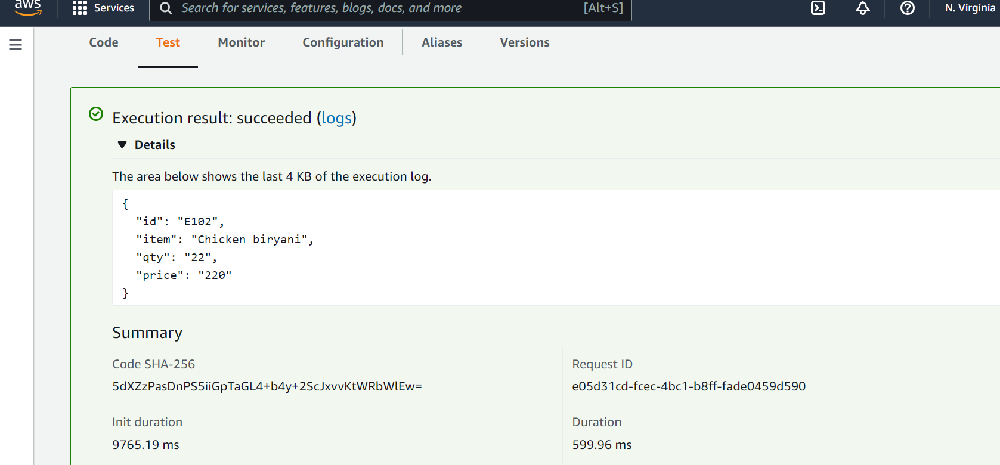 aws Services Search for services, features, blogs, docs, and more [Alt+S] N. Virginia
Code Test Monitor Configuration Aliases Versions
Execution result: succeeded (logs)
Details
The area below shows the last 4 KB of the execution log.
{
"id": "E102",
"item": "Chicken biryani",
"qty": "22",
"price": "220"
}
Summary
Code SHA-256
5dXZzPasDnPS5iiGpTaGL4+b4y+2ScJxvvKtWRbWlEw=
Request ID
e05d31cd-fcec-4bc1-b8ff-fade0459d590
Init duration
9765.19 ms
Duration
599.96 ms